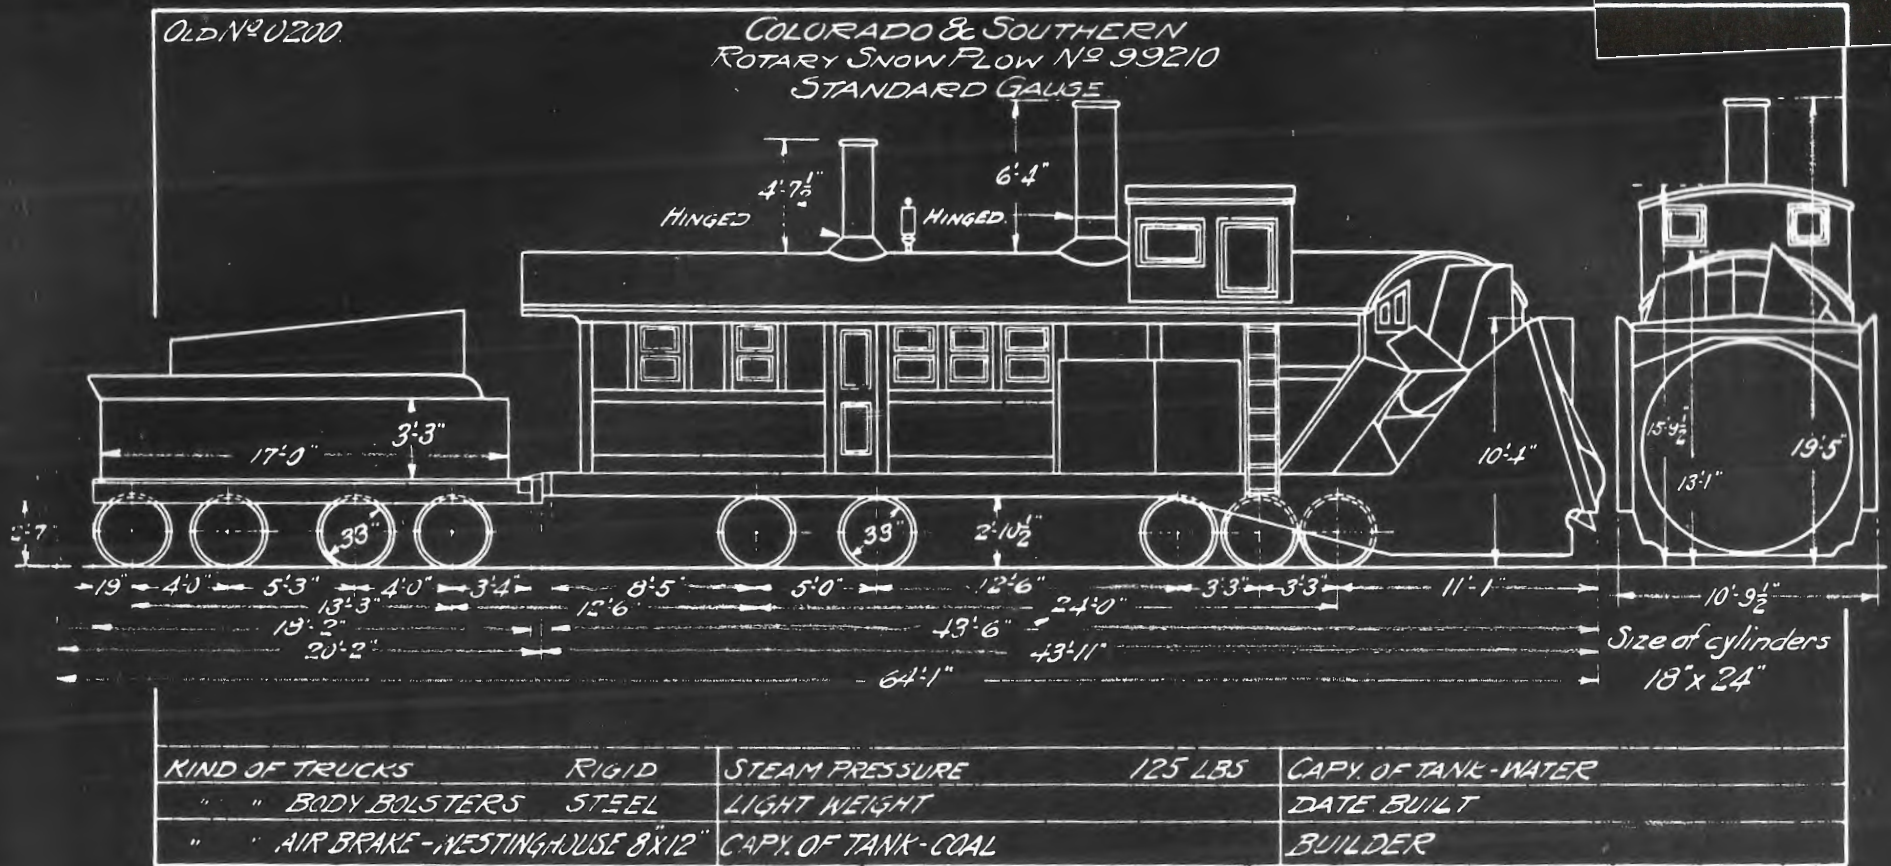 OLD Nº 0200.
COLORADO & SOUTHERN
ROTARY SNOW PLOW Nº 99210
STANDARD GAUGE
4'-7½"
6'-4"
HINGED
HINGED.
3'-3"
17'-0"
10'-4"
15'-9½"
13'-1"
19'-5"
2'-7
33"
33"
2'-10½"
19" 4'-0" 5'-3" 4'-0" 3'-4" 8'-5" 5'-0" 12'-6" 3'-3" 3'-3" 11'-1"
13'-3" 12'-6" 24'-0" 10'-9½"
18'-2" 43'-6"
20'-2" 43'-11"
64'-1"
Size of cylinders
18" x 24"
KIND OF TRUCKS RIGID STEAM PRESSURE 125 LBS CAPY. OF TANK-WATER
" " BODY BOLSTERS STEEL LIGHT WEIGHT DATE BUILT
" " AIR BRAKE-WESTINGHOUSE 8"X12" CAPY. OF TANK-COAL BUILDER